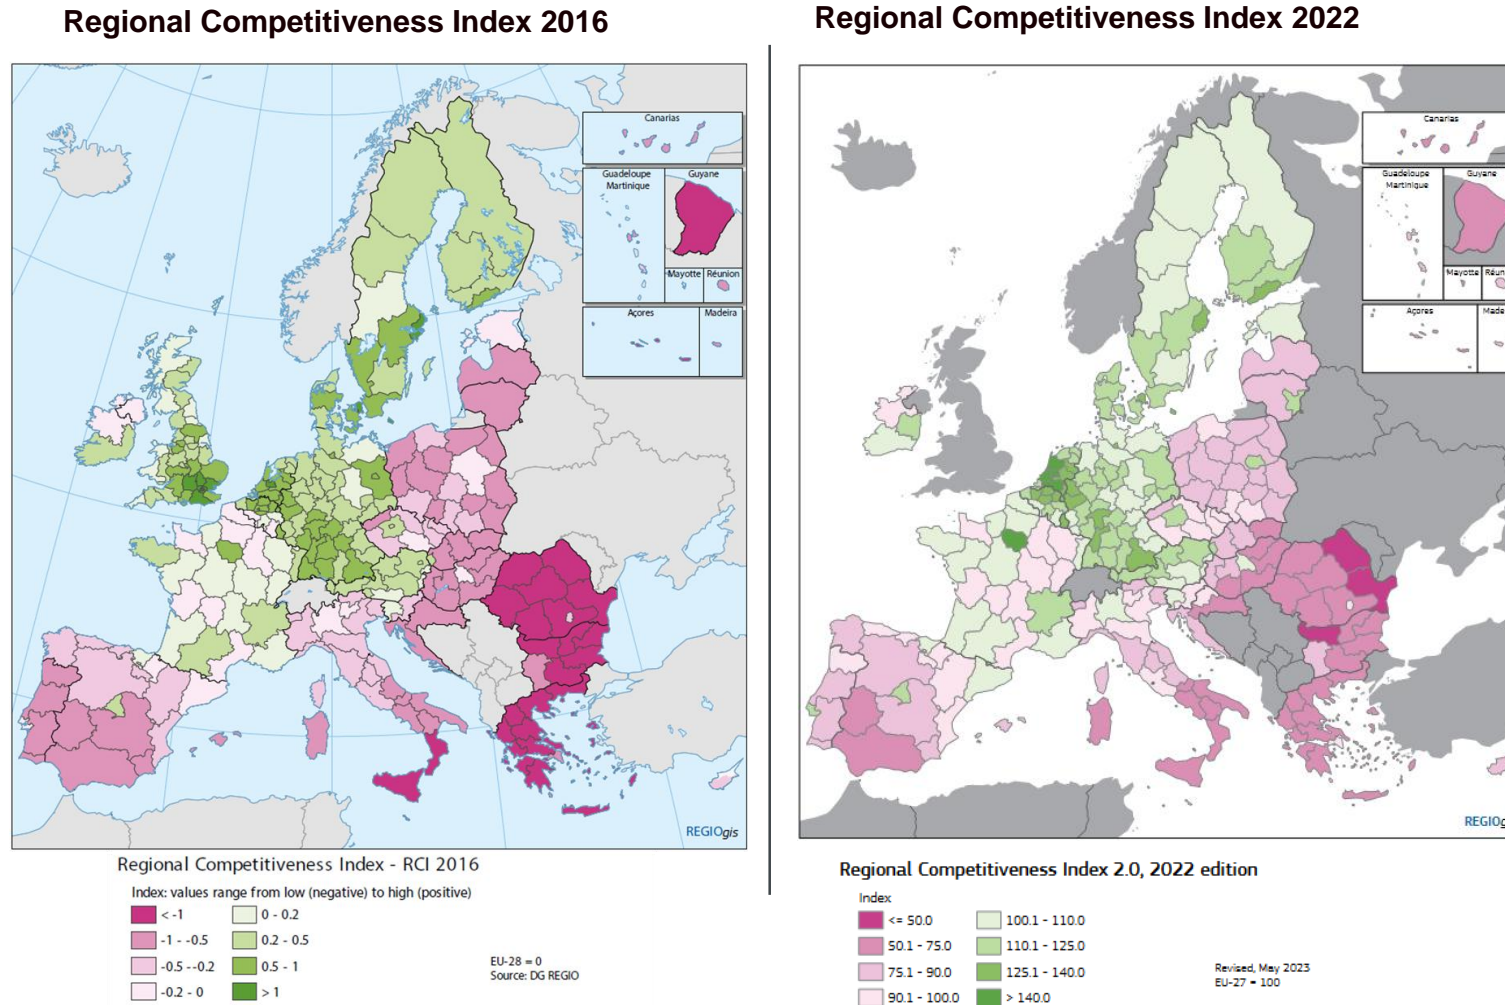 Regional Competitiveness Index 2016
Canarias
Guadeloupe
Martinique
Guyane
Mayotte
Réunion
Açores
Madeira
REGIOgis
Regional Competitiveness Index - RCI 2016
Index: values range from low (negative) to high (positive)
< -1
-1 - -0.5
-0.5 --0.2
-0.2 - 0
0 - 0.2
0.2 - 0.5
0.5 - 1
> 1
EU-28 = 0
Source: DG REGIO
Regional Competitiveness Index 2022
Canarias
Guadeloupe
Martinique
Guyane
Mayotte
Réun
Açores
Made
REGIOg
Regional Competitiveness Index 2.0, 2022 edition
Index
<= 50.0
50.1 - 75.0
75.1 - 90.0
90.1 - 100.0
100.1 - 110.0
110.1 - 125.0
125.1 - 140.0
> 140.0
Revised, May 2023
EU-27 = 100